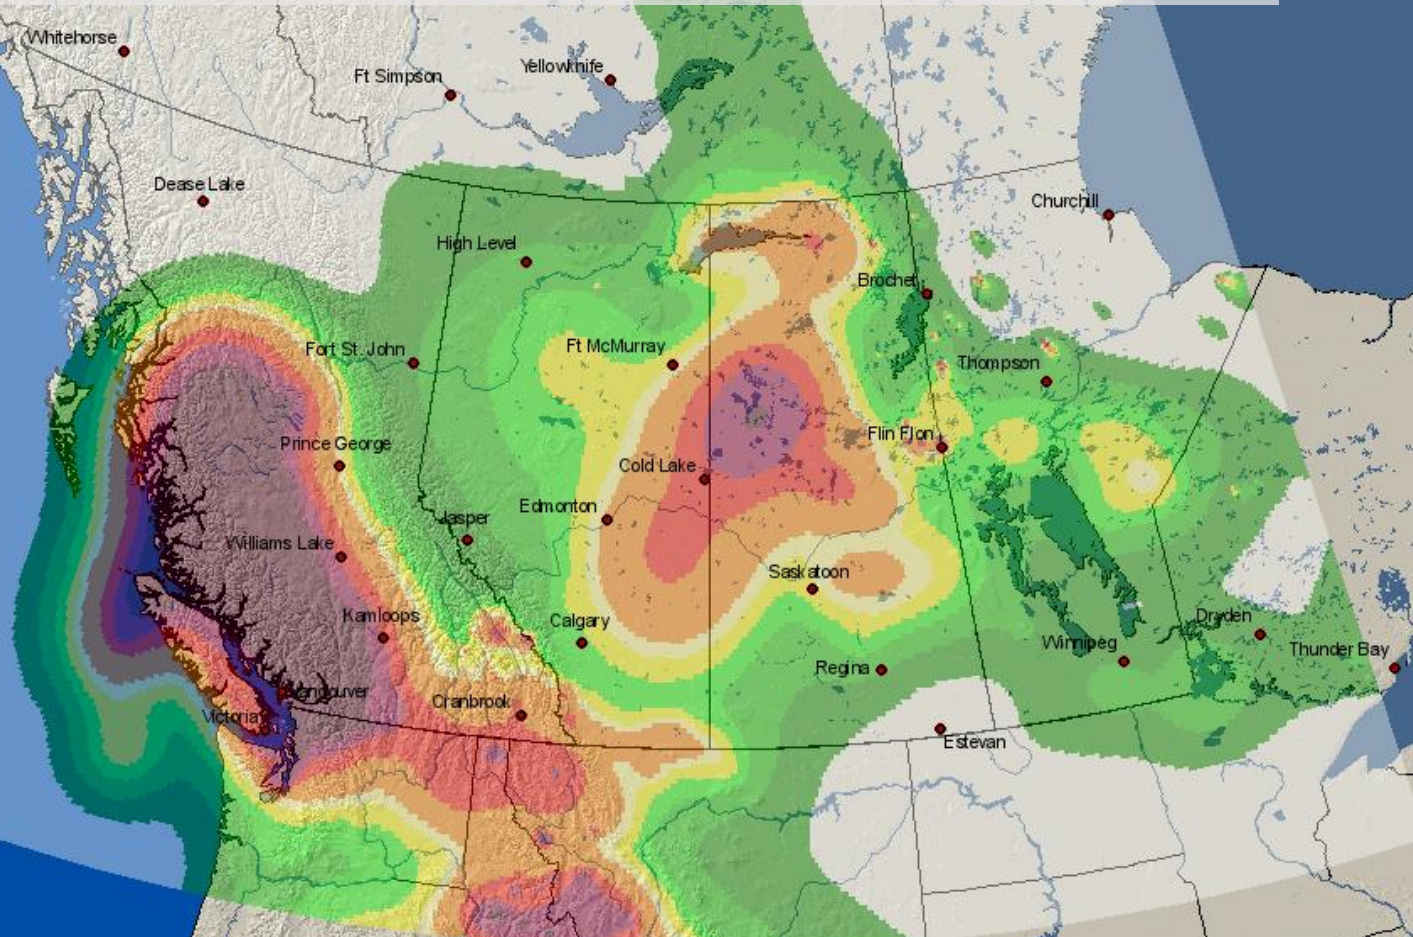 Whitehorse
Ft Simpson
Yellowknife
Dease Lake
Churchill
High Level
Brochet
Fort St. John
Ft McMurray
Thompson
Prince George
Flin Flon
Cold Lake
Edmonton
Jasper
Williams Lake
Saskatoon
Kamloops
Calgary
Dryden
Winnipeg
Thunder Bay
Regina
Vancouver
Cranbrook
Victoria
Estevan